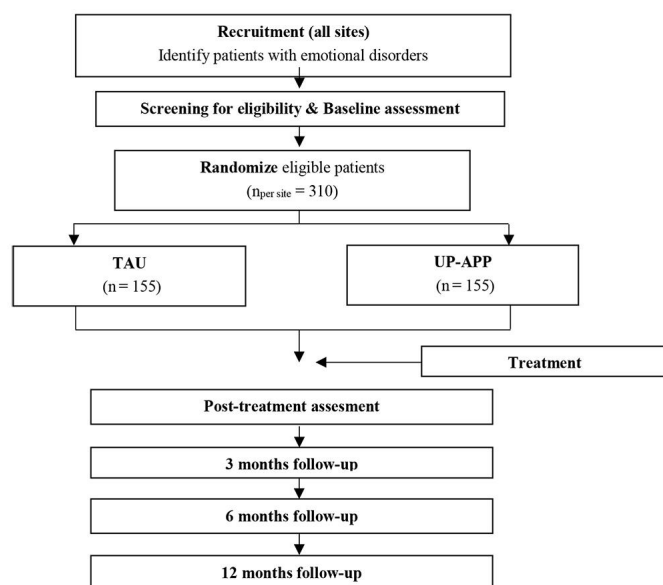 Recruitment (all sites)
Identify patients with emotional disorders
Screening for eligibility & Baseline assessment
Randomize eligible patients
(nper site = 310)
TAU
(n = 155)
UP-APP
(n = 155)
Treatment
Post-treatment assesment
3 months follow-up
6 months follow-up
12 months follow-up